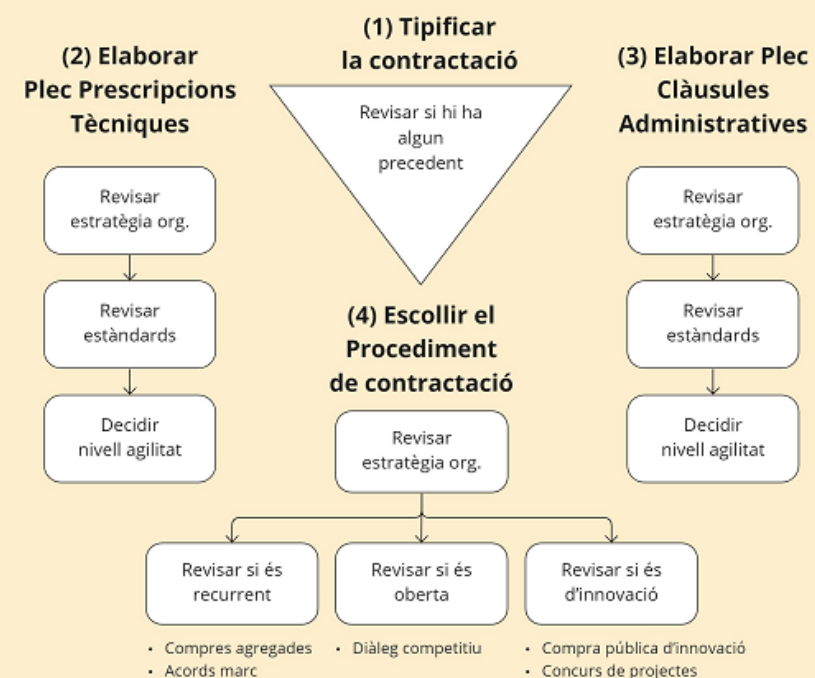 (1) Tipificar
la contractació
Revisar si hi ha
algun
precedent
(2) Elaborar
Plec Prescripcions
Tècniques
Revisar
estratègia org.
Revisar
estàndards
Decidir
nivell agilitat
(3) Elaborar Plec
Clàusules
Administratives
Revisar
estratègia org.
Revisar
estàndards
Decidir
nivell agilitat
(4) Escollir el
Procediment
de contractació
Revisar
estratègia org.
Revisar si és
recurrent
• Compres agregades
• Acords marc
Revisar si és
oberta
• Diàleg competitiu
Revisar si és
d'innovació
• Compra pública d'innovació
• Concurs de projectes